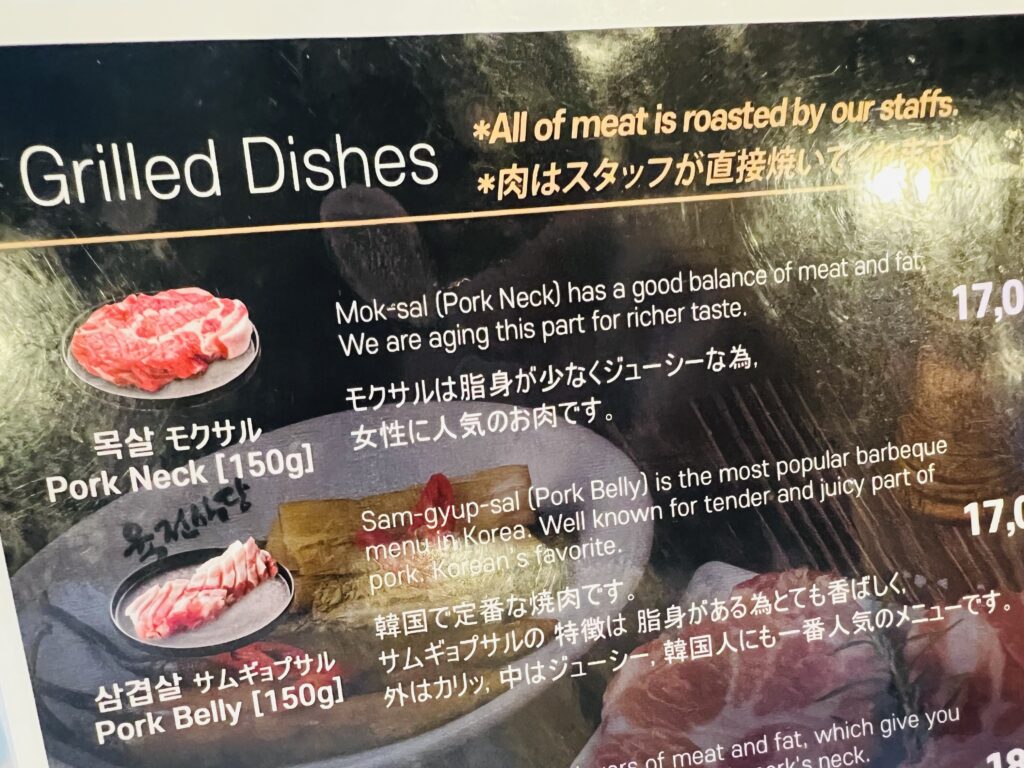 Grilled Dishes
*All of meat is roasted by our staffs.
*肉はスタッフが直接焼いて
Mok-sal (Pork Neck) has a good balance of meat and fat,
We are aging this part for richer taste.
17,0
モクサルは脂身が少なくジューシーな為,
女性に人気のお肉です。
목살 モクサル
Pork Neck [150g]
육전식당
Sam-gyup-sal (Pork Belly) is the most popular barbeque
menu in Korea. Well known for tender and juicy part of
pork. Korean's favorite.
17,0
韓国で定番な焼肉です。
サムギョプサルの 特徴は 脂身がある為とても香ばしく,
外はカリッ, 中はジューシー, 韓国人にも一番人気のメニューです。
삼겹살 サムギョプサル
Pork Belly [150g]
of meat and fat, which give you
neck.
18